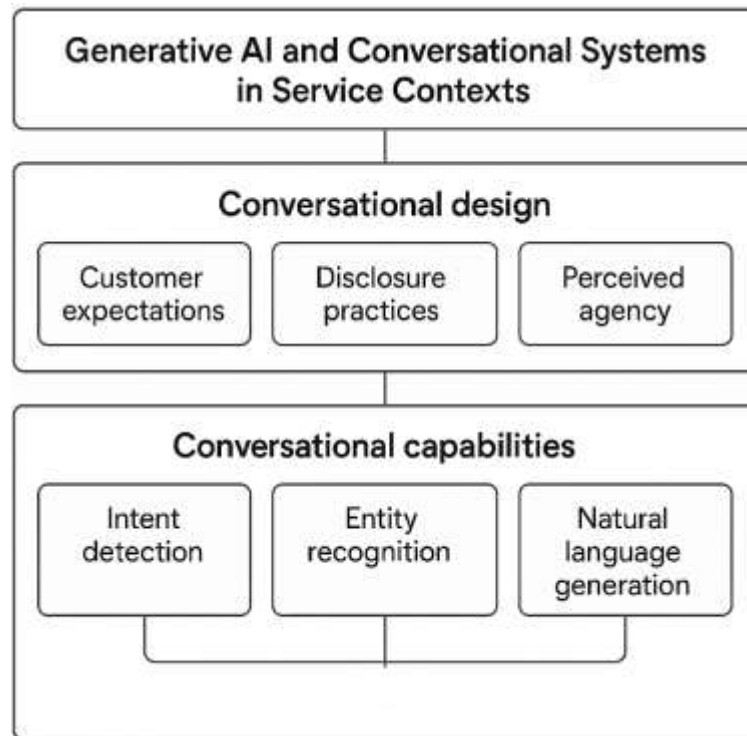 Generative AI and Conversational Systems
in Service Contexts
Conversational design
Customer
expectations
Disclosure
practices
Perceived
agency
Conversational capabilities
Intent
detection
Entity
recognition
Natural
language
generation